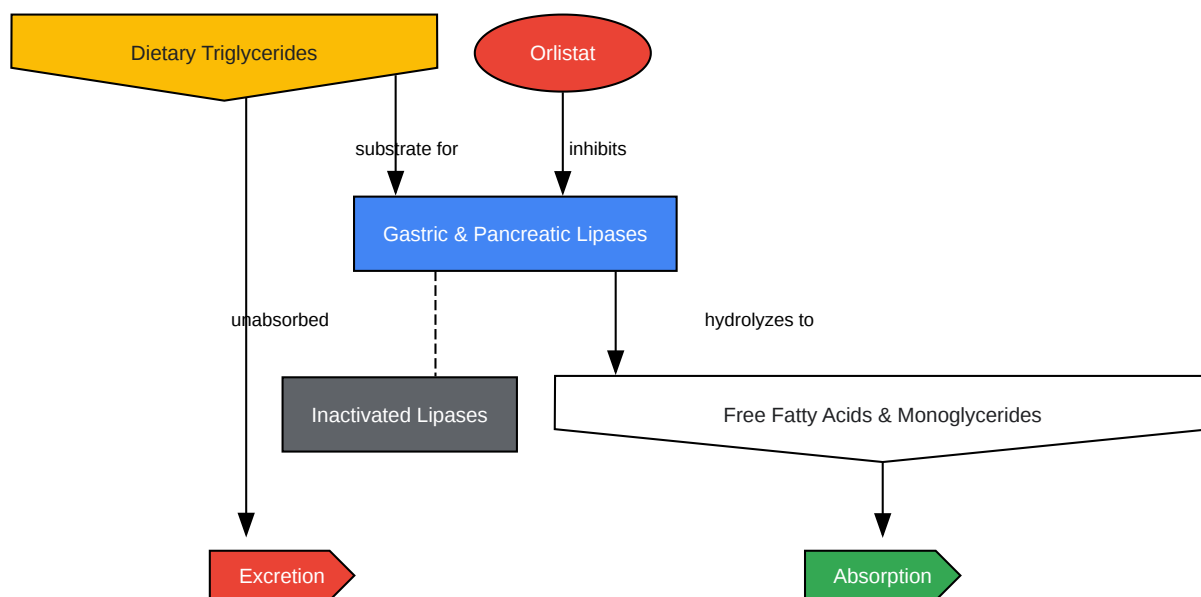 Dietary Triglycerides
Orlistat
substrate for
inhibits
Gastric & Pancreatic Lipases
unabsorbed
hydrolyzes to
Inactivated Lipases
Free Fatty Acids & Monoglycerides
Excretion
Absorption